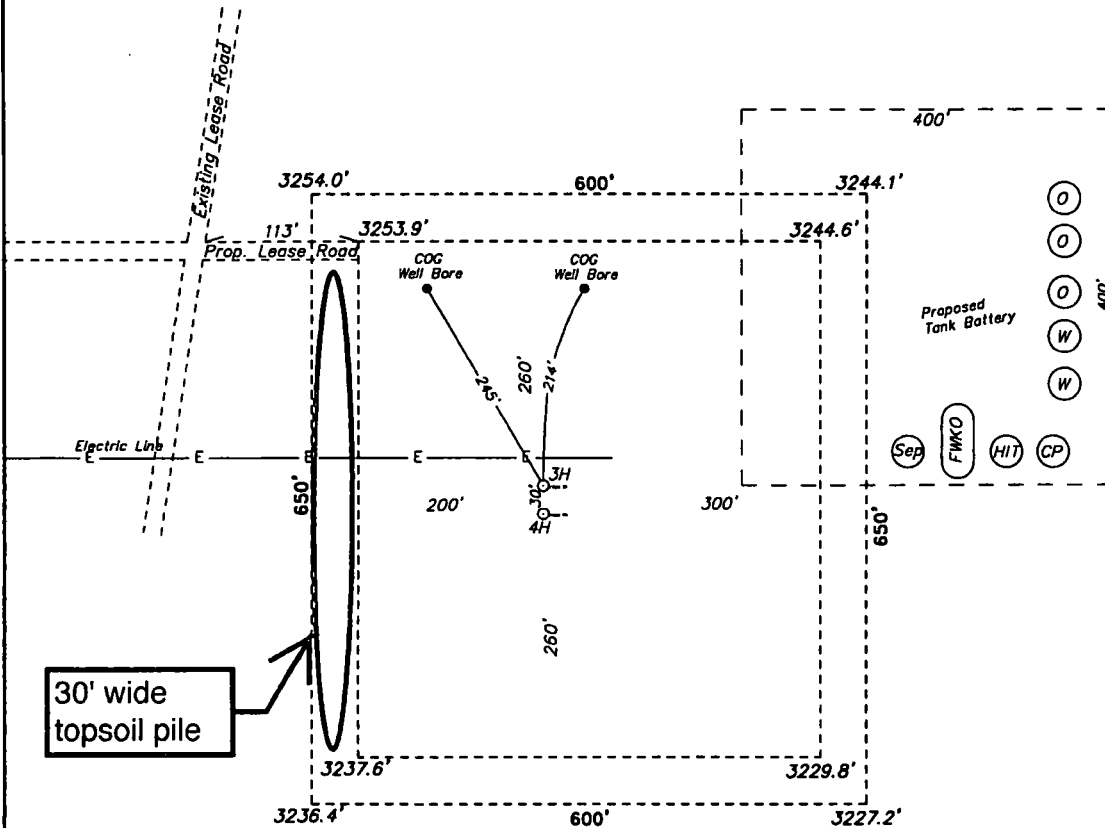 400'
Existing Lease Road
3254.0'
600'
3244.1'
113'
3253.9'
3244.6'
Prop. Lease Road
COG
Well Bore
COG
Well Bore
O
O
O
W
W
400'
Proposed
Tank Battery
245'
260'
214'
Electric Line
E
E
E
E
E
Sep
FWKO
HIT
CP
3H
30'
4H
650'
200'
300'
650'
260'
30' wide
topsoil pile
3237.6'
3229.8'
3236.4'
600'
3227.2'